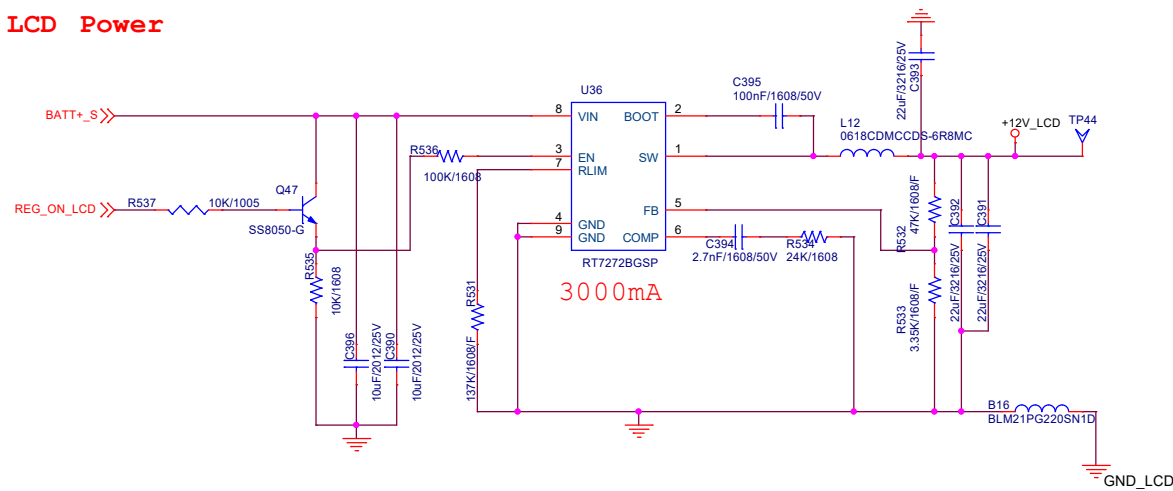 LCD Power
BATT+_S
REG_ON_LCD
R537
10K/1005
Q47
SS8050-G
R535
10K/1608
C396
10uF/2012/25V
C390
10uF/2012/25V
R536
100K/1608
R531
137K/1608/F
U36
8
VIN
BOOT
2
3
EN
SW
1
7
RLIM
FB
5
4
GND
9
GND
COMP
6
RT7272BGSP
3000mA
C395
100nF/1608/50V
C394
2.7nF/1608/50V
R534
24K/1608
L12
0618CDMCCDS-6R8MC
22uF/3216/25V
C393
+12V_LCD
TP44
R532
47K/1608/F
R533
3.35K/1608/F
C392
22uF/3216/25V
C391
22uF/3216/25V
B16
BLM21PG220SN1D
GND_LCD